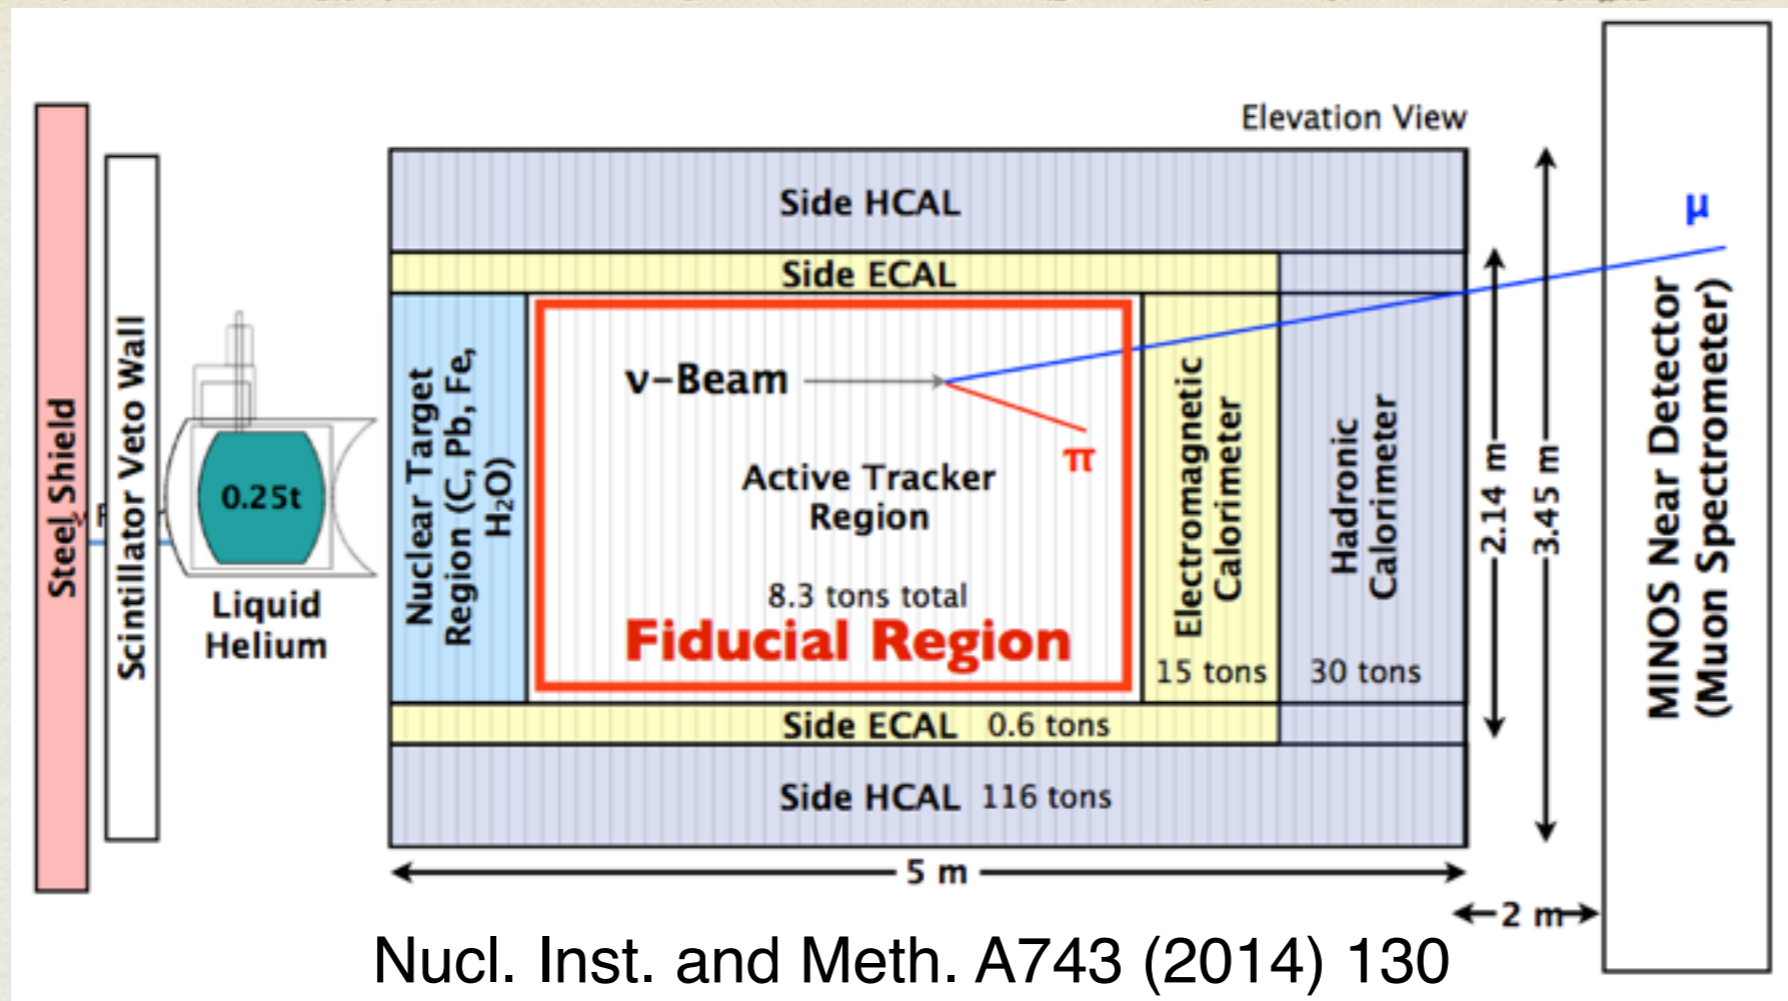 Elevation View
Steel Shield
Scintillator Veto Wall
0.25t
Liquid
Helium
Side HCAL
Side ECAL
Nuclear Target
Region (C, Pb, Fe,
H₂O)
ν-Beam
π
μ
Active Tracker
Region
8.3 tons total
Fiducial Region
Electromagnetic
Calorimeter
15 tons
Hadronic
Calorimeter
30 tons
Side ECAL 0.6 tons
Side HCAL 116 tons
2.14 m
3.45 m
MINOS Near Detector
(Muon Spectrometer)
5 m
2 m
Nucl. Inst. and Meth. A743 (2014) 130